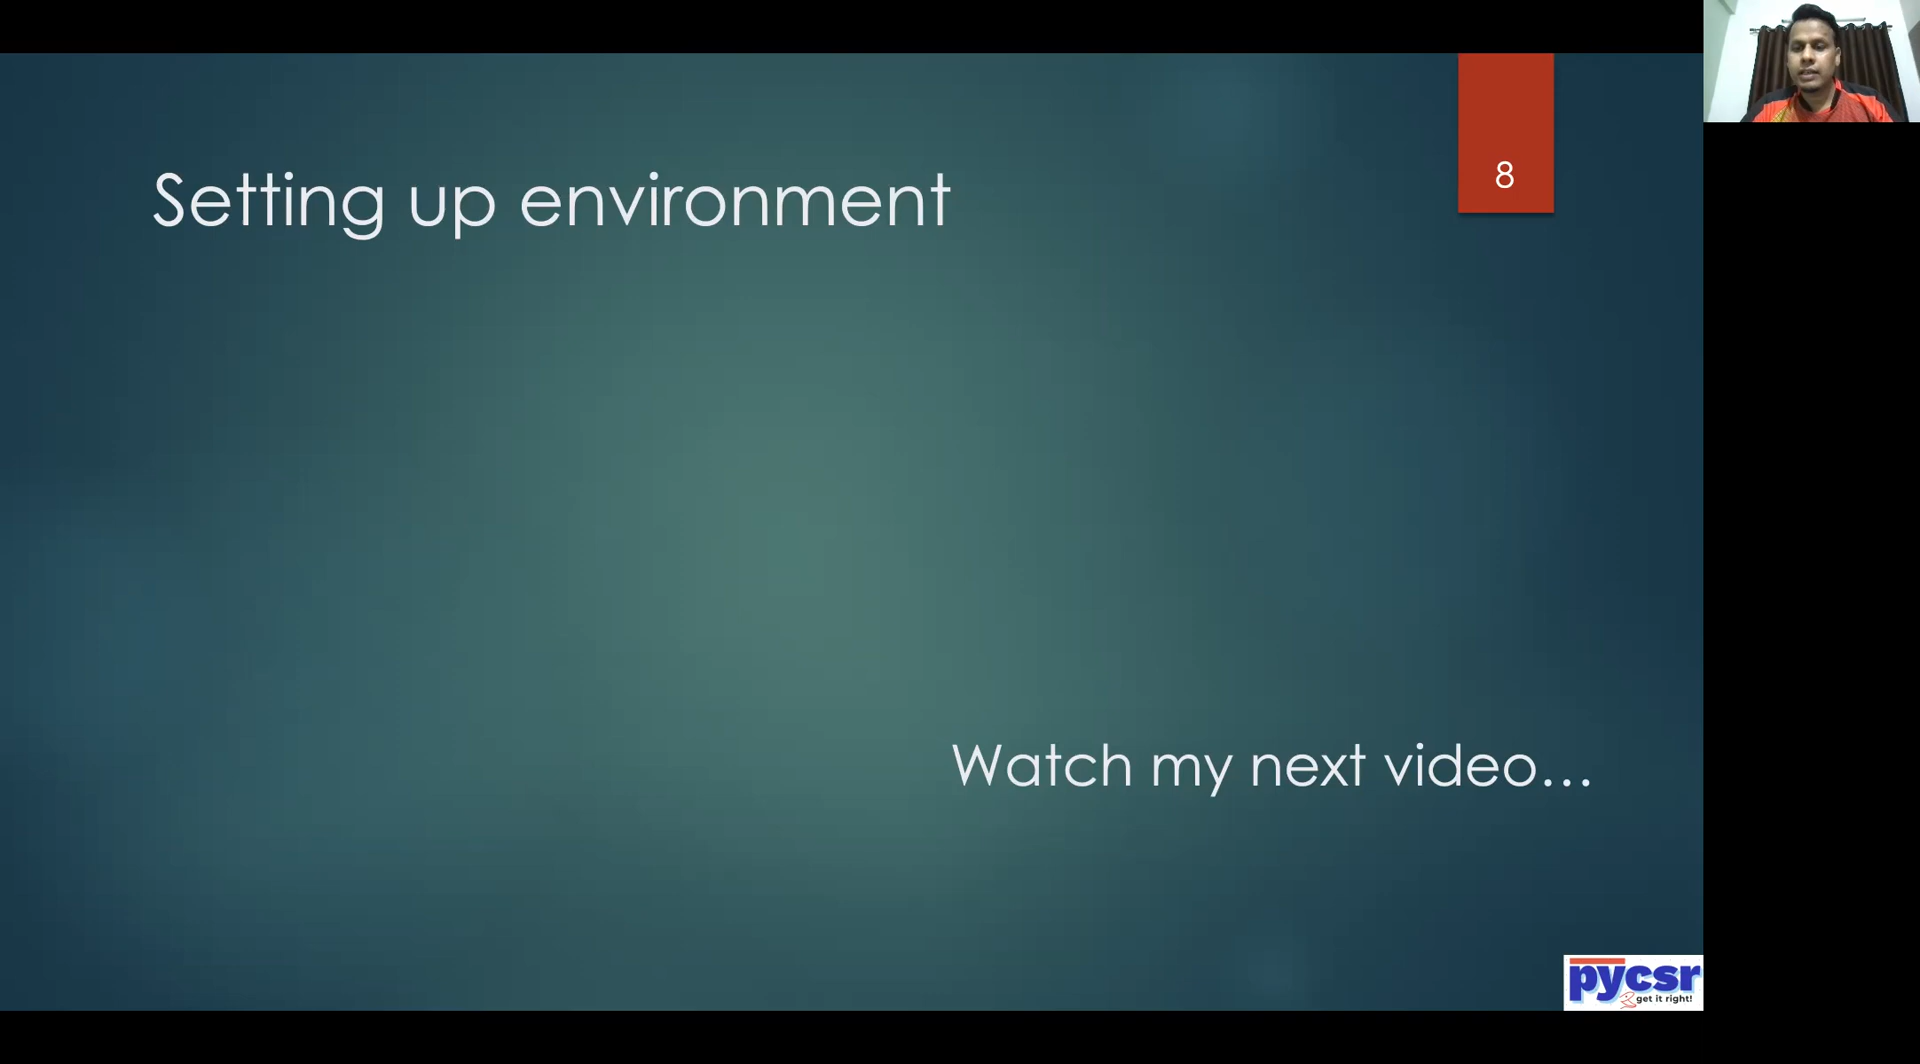 8
Setting up environment
Watch my next video...
pycsr
get it right!